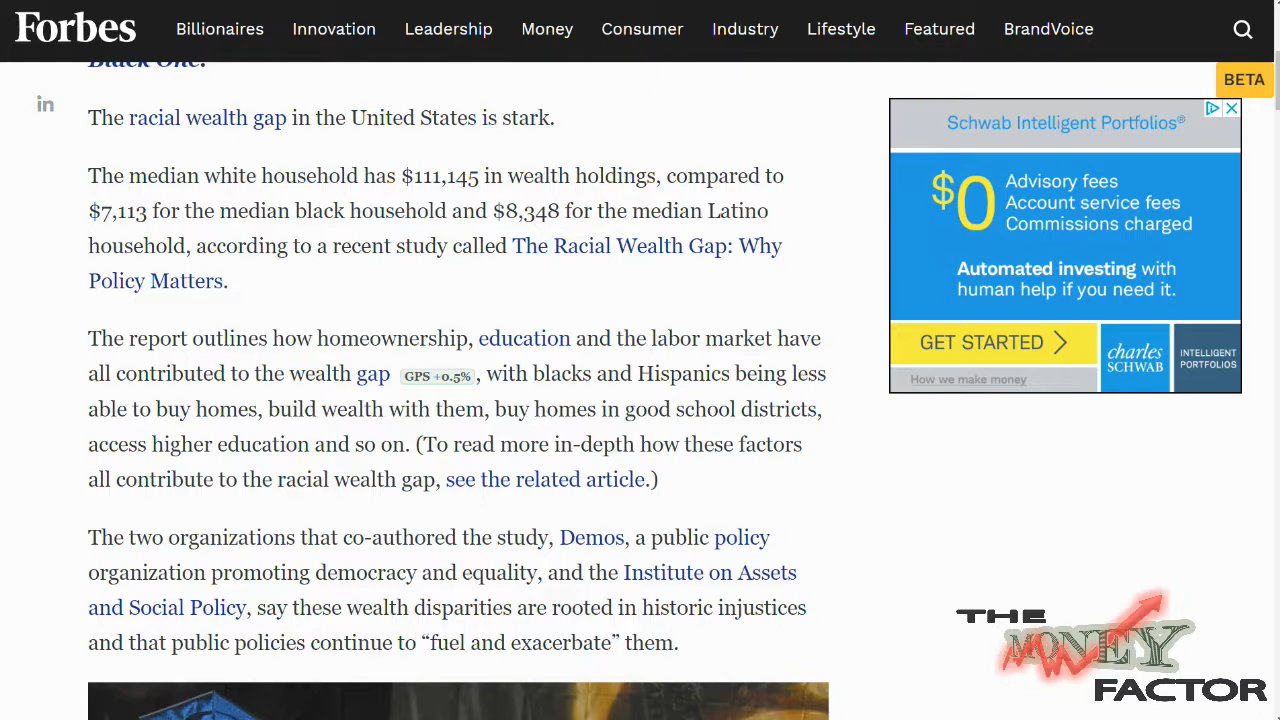 Forbes
Billionaires Innovation Leadership Money Consumer Industry Lifestyle Featured BrandVoice
Black One.
BETA
in
The racial wealth gap in the United States is stark.
The median white household has $111,145 in wealth holdings, compared to
$7,113 for the median black household and $8,348 for the median Latino
household, according to a recent study called The Racial Wealth Gap: Why
Policy Matters.
The report outlines how homeownership, education and the labor market have
all contributed to the wealth gap GPS +0.5% , with blacks and Hispanics being less
able to buy homes, build wealth with them, buy homes in good school districts,
access higher education and so on. (To read more in-depth how these factors
all contribute to the racial wealth gap, see the related article.)
The two organizations that co-authored the study, Demos, a public policy
organization promoting democracy and equality, and the Institute on Assets
and Social Policy, say these wealth disparities are rooted in historic injustices
and that public policies continue to “fuel and exacerbate” them.
Schwab Intelligent Portfolios®
$0
Advisory fees
Account service fees
Commissions charged
Automated investing with
human help if you need it.
GET STARTED
How we make money
charles
SCHWAB
INTELLIGENT
PORTFOLIOS
THE
MONEY
FACTOR